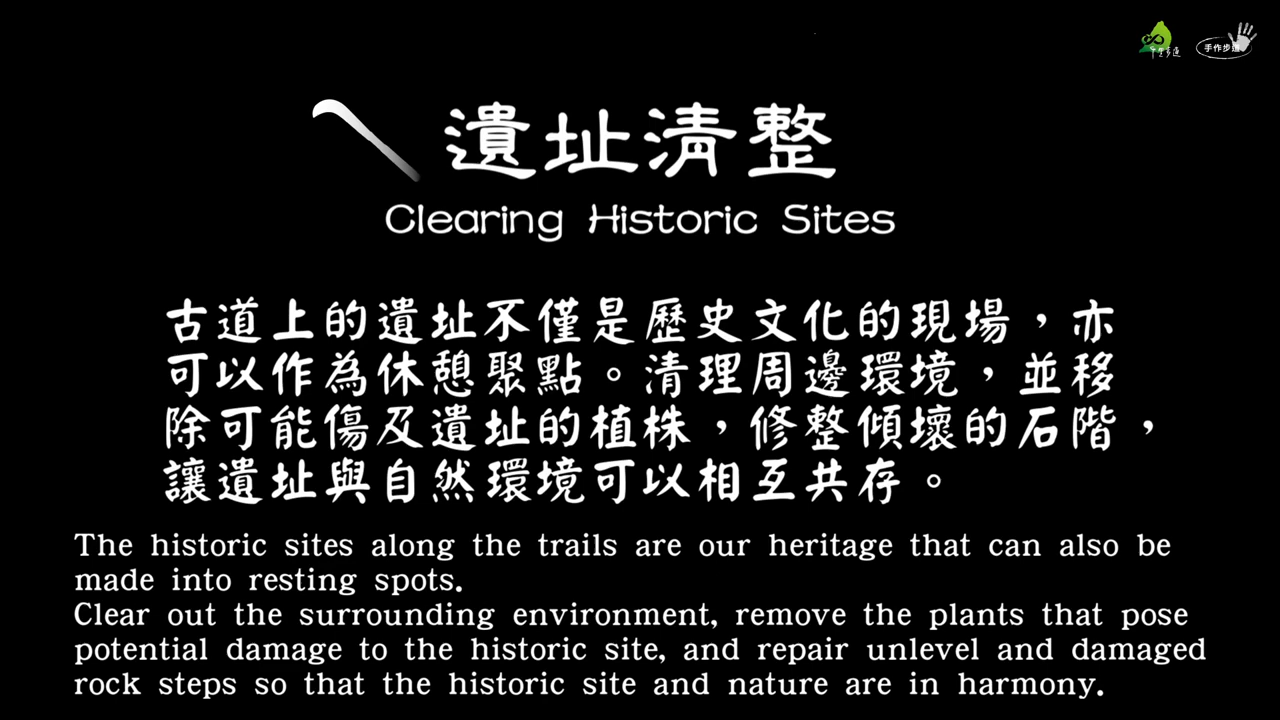 千里步道
手作步道
遺址清整
Clearing Historic Sites
古道上的遺址不僅是歷史文化的現場，亦
可以作為休憩聚點。清理周邊環境，並移
除可能傷及遺址的植株，修整傾壞的石階，
讓遺址與自然環境可以相互共存。
The historic sites along the trails are our heritage that can also be
made into resting spots.
Clear out the surrounding environment, remove the plants that pose
potential damage to the historic site, and repair unlevel and damaged
rock steps so that the historic site and nature are in harmony.